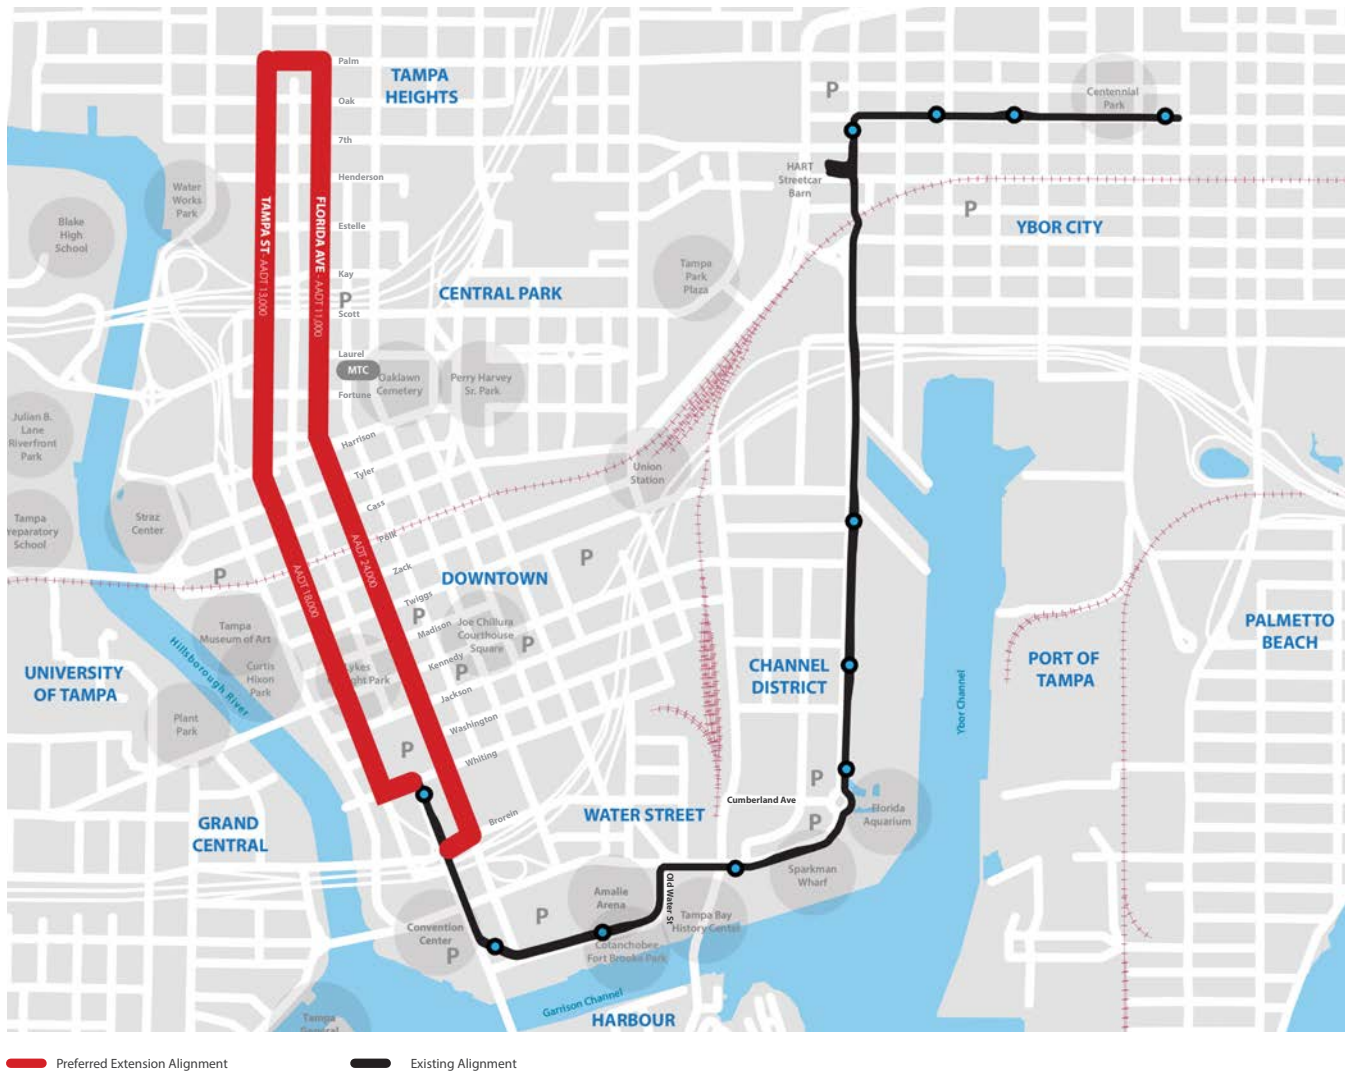 Palm
TAMPA
HEIGHTS
Oak
7th
Henderson
Estelle
Kay
P
Scott
Laurel
MTC
Fortune
Harrison
Tyler
Cass
Polk
Zack
Twiggs
Madison
Kennedy
Jackson
Washington
Whiting
Brorein
TAMPA ST - AADT 13,000
FLORIDA AVE - AADT 11,000
AADT 18,000
AADT 24,000
Water
Works
Park
Blake
High
School
CENTRAL PARK
Oaklawn
Cemetery
Perry Harvey
Sr. Park
Julian B.
Lane
Riverfront
Park
Tampa
reparatory
School
Straz
Center
P
Tampa
Museum of Art
Curtis
Hixon
Park
Hillsborough River
UNIVERSITY
OF TAMPA
Plant
Park
GRAND
CENTRAL
P
HART
Streetcar
Barn
Centennial
Park
P
YBOR CITY
Tampa
Park
Plaza
Union
Station
P
DOWNTOWN
P
Joe Chillura
Courthouse
Square
P
P
P
CHANNEL
DISTRICT
Ybor Channel
PORT OF
TAMPA
PALMETTO
BEACH
P
Cumberland Ave
WATER STREET
P
Florida
Aquarium
Sparkman
Wharf
Old Water St
Amalie
Arena
P
Tampa Bay
History Center
Convention
Center
P
Cotanchobee
Fort Brooke Park
Garrison Channel
HARBOUR
Tampa
General
Preferred Extension Alignment
Existing Alignment